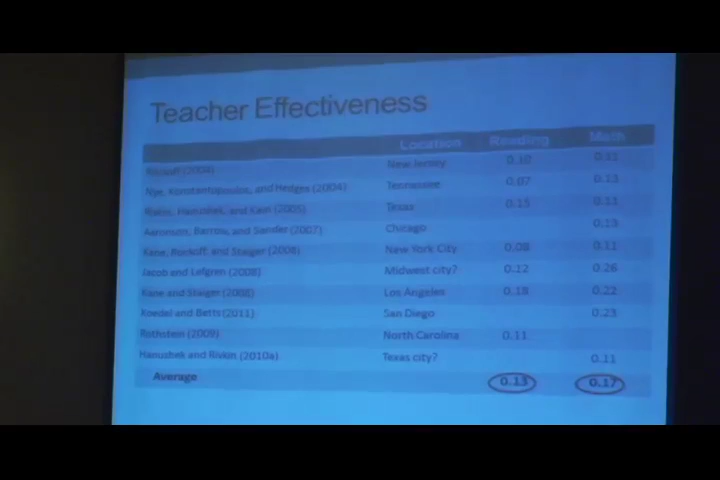 Teacher Effectiveness
Location Reading Math
Rockoff (2004) New Jersey 0.10 0.11
Nye, Konstantopoulos, and Hedges (2004) Tennessee 0.07 0.13
Rivkin, Hanushek, and Kain (2005) Texas 0.15 0.11
Aaronson, Barrow, and Sander (2007) Chicago 0.13
Kane, Rockoff, and Staiger (2008) New York City 0.08 0.11
Jacob and Lefgren (2008) Midwest city? 0.12 0.26
Kane and Staiger (2008) Los Angeles 0.18 0.22
Koedel and Betts (2011) San Diego 0.23
Rothstein (2009) North Carolina 0.11
Hanushek and Rivkin (2010a) Texas city? 0.11
Average 0.13 0.17